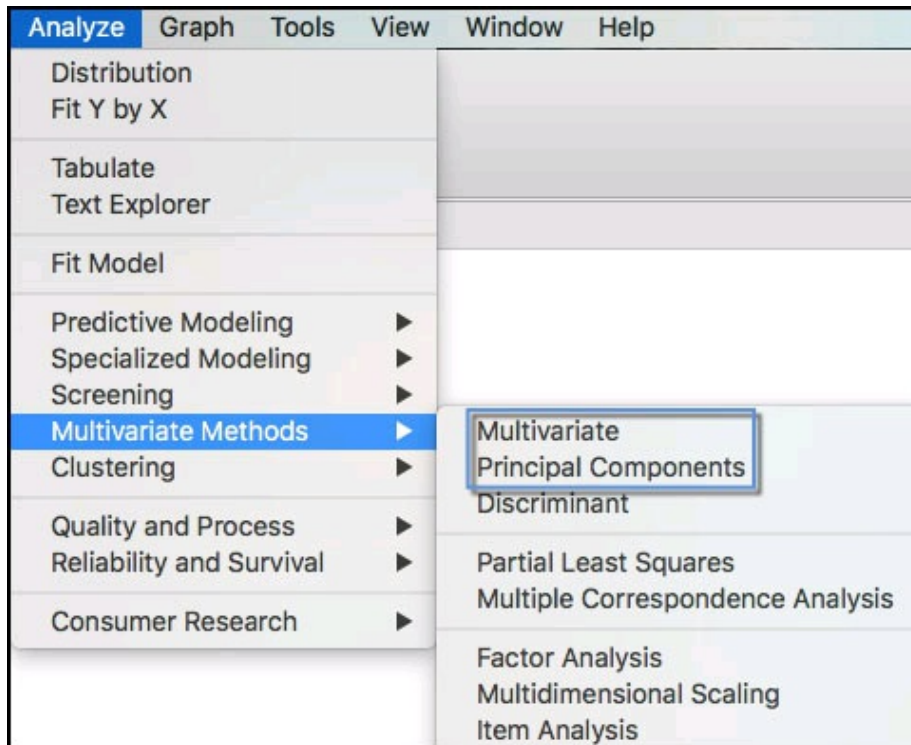 Analyze Graph Tools View Window Help
Distribution
Fit Y by X
Tabulate
Text Explorer
Fit Model
Predictive Modeling
Specialized Modeling
Screening
Multivariate Methods
Clustering
Quality and Process
Reliability and Survival
Consumer Research
Multivariate
Principal Components
Discriminant
Partial Least Squares
Multiple Correspondence Analysis
Factor Analysis
Multidimensional Scaling
Item Analysis